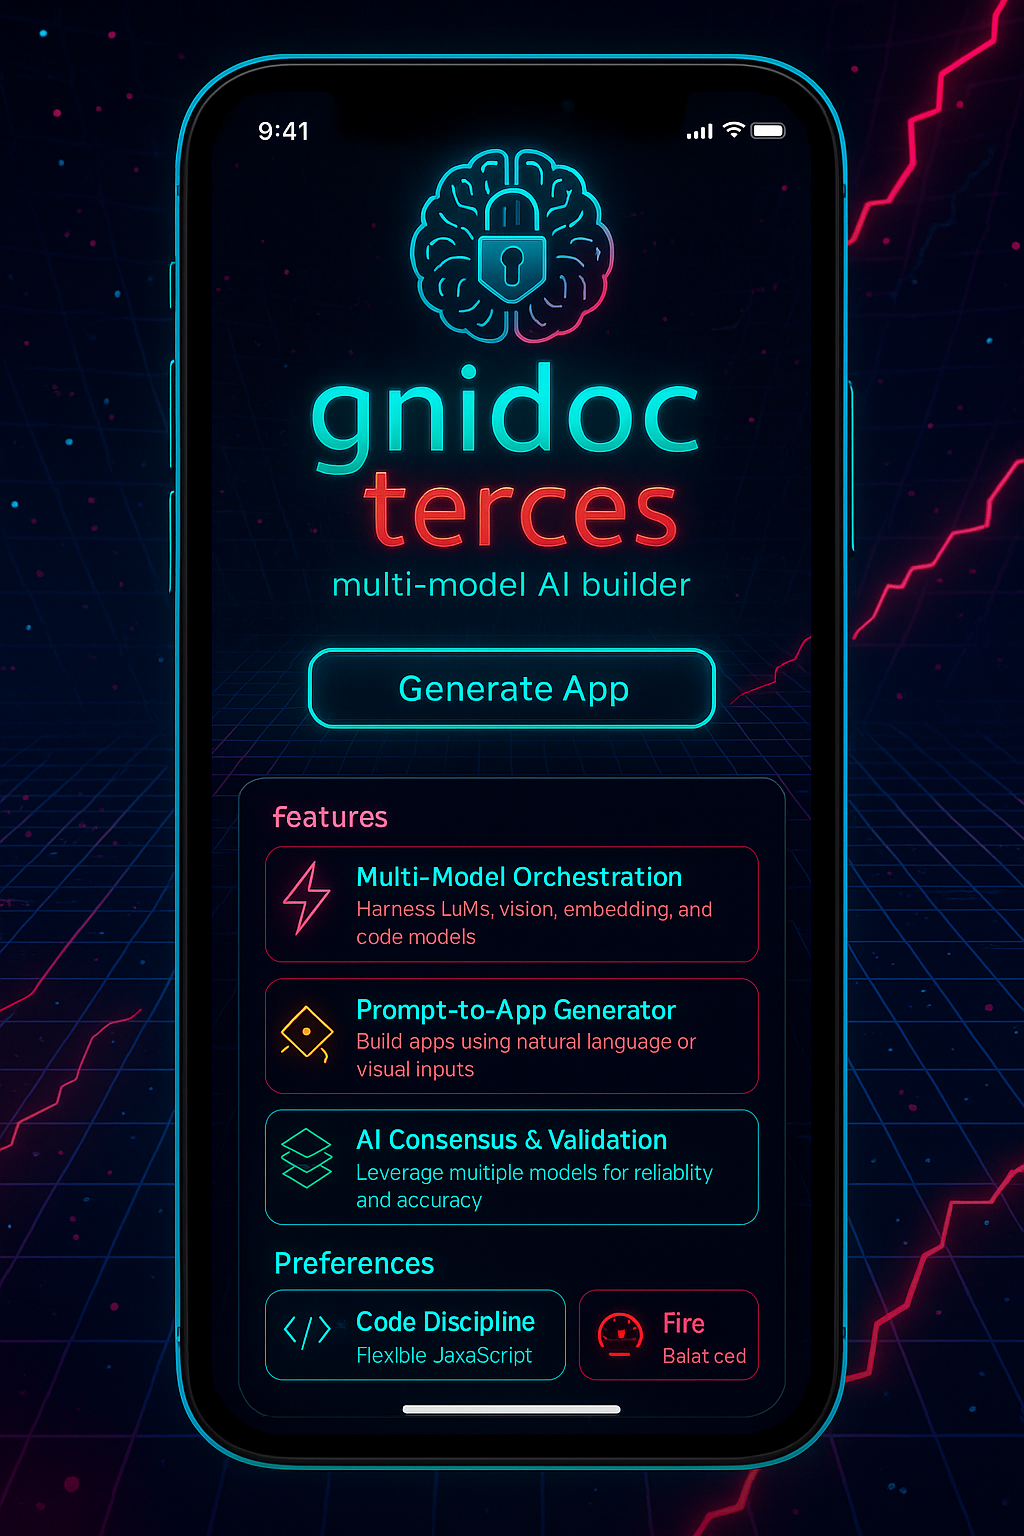 9:41
gnidoc
terces
multi-model AI builder
Generate App
features
Multi-Model Orchestration
Harness LuMs, vision, embedding, and
code models
Prompt-to-App Generator
Build apps using natural language or
visual inputs
AI Consensus & Validation
Leverage muitiple models for reliablity
and accuracy
Preferences
Code Discipline
Flexlble JaxaScript
Fire
Balat ced